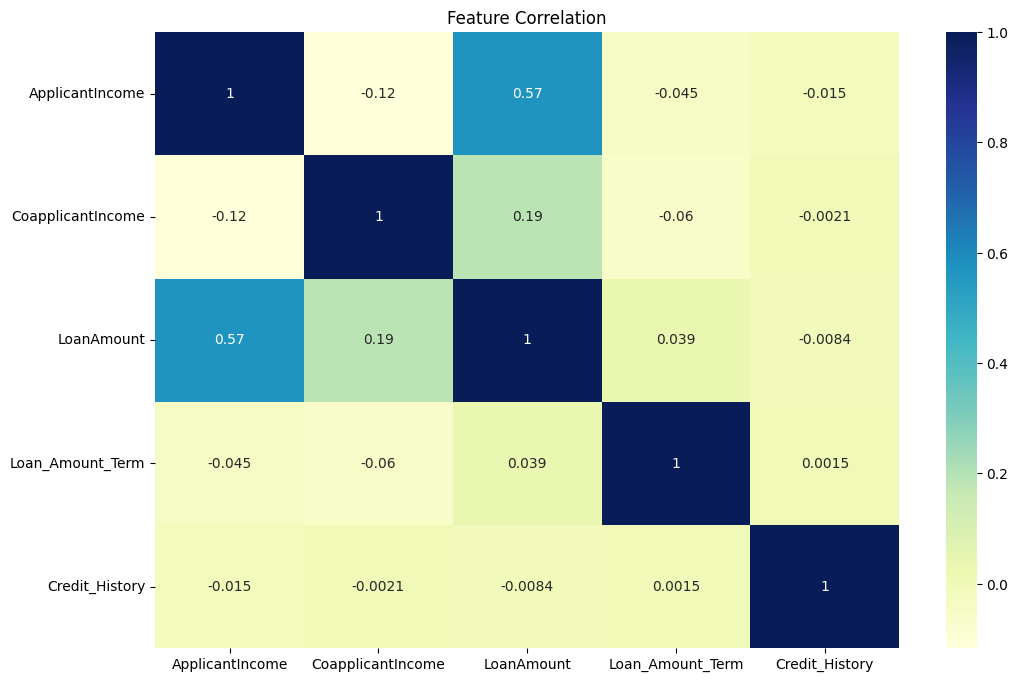 Feature Correlation
ApplicantIncome 1 -0.12 0.57 -0.045 -0.015
CoapplicantIncome -0.12 1 0.19 -0.06 -0.0021
LoanAmount 0.57 0.19 1 0.039 -0.0084
Loan_Amount_Term -0.045 -0.06 0.039 1 0.0015
Credit_History -0.015 -0.0021 -0.0084 0.0015 1
ApplicantIncome CoapplicantIncome LoanAmount Loan_Amount_Term Credit_History
1.0
0.8
0.6
0.4
0.2
0.0